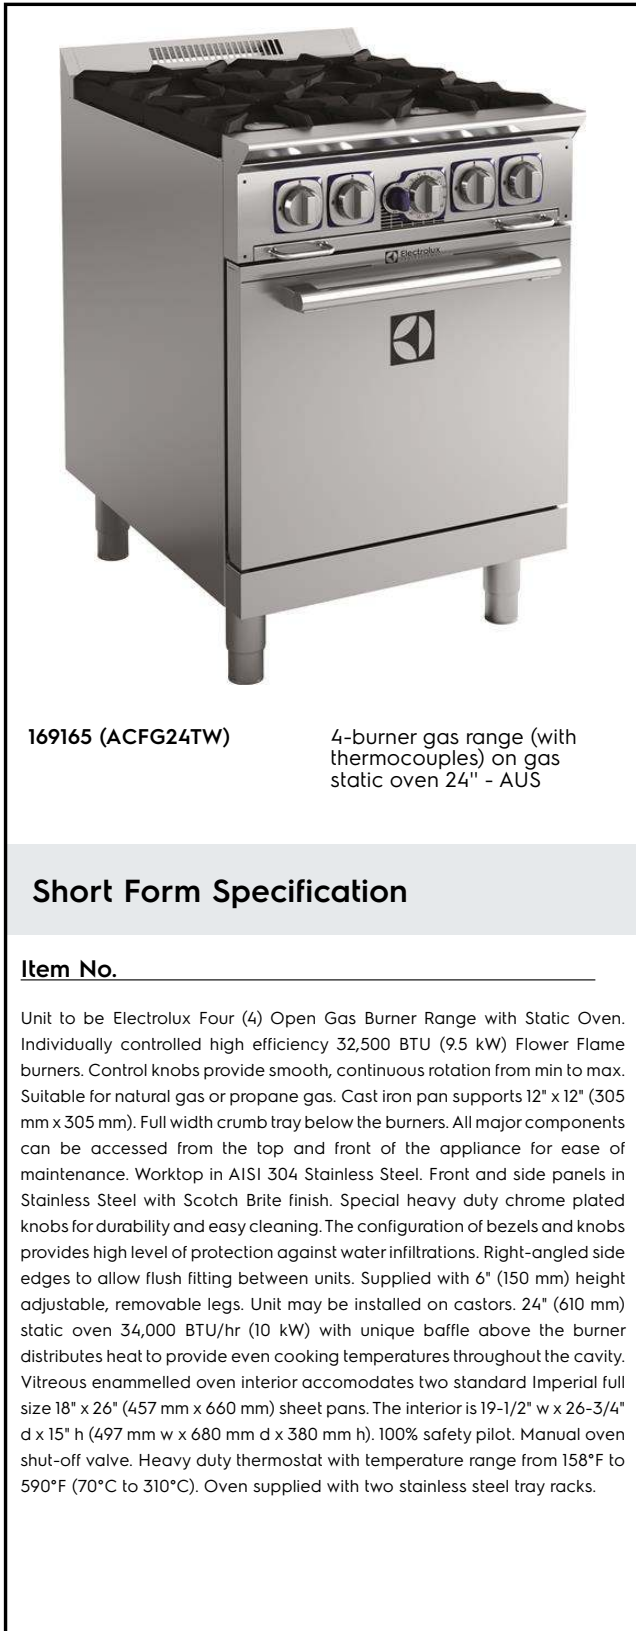 Electrolux
169165 (ACFG24TW)
4-burner gas range (with
thermocouples) on gas
static oven 24" - AUS
Short Form Specification
Item No.
Unit to be Electrolux Four (4) Open Gas Burner Range with Static Oven.
Individually controlled high efficiency 32,500 BTU (9.5 kW) Flower Flame
burners. Control knobs provide smooth, continuous rotation from min to max.
Suitable for natural gas or propane gas. Cast iron pan supports 12" x 12" (305
mm x 305 mm). Full width crumb tray below the burners. All major components
can be accessed from the top and front of the appliance for ease of
maintenance. Worktop in AISI 304 Stainless Steel. Front and side panels in
Stainless Steel with Scotch Brite finish. Special heavy duty chrome plated
knobs for durability and easy cleaning. The configuration of bezels and knobs
provides high level of protection against water infiltrations. Right-angled side
edges to allow flush fitting between units. Supplied with 6" (150 mm) height
adjustable, removable legs. Unit may be installed on castors. 24" (610 mm)
static oven 34,000 BTU/hr (10 kW) with unique baffle above the burner
distributes heat to provide even cooking temperatures throughout the cavity.
Vitreous enammelled oven interior accomodates two standard Imperial full
size 18" x 26" (457 mm x 660 mm) sheet pans. The interior is 19-1/2" w x 26-3/4"
d x 15" h (497 mm w x 680 mm d x 380 mm h). 100% safety pilot. Manual oven
shut-off valve. Heavy duty thermostat with temperature range from 158°F to
590°F (70°C to 310°C). Oven supplied with two stainless steel tray racks.